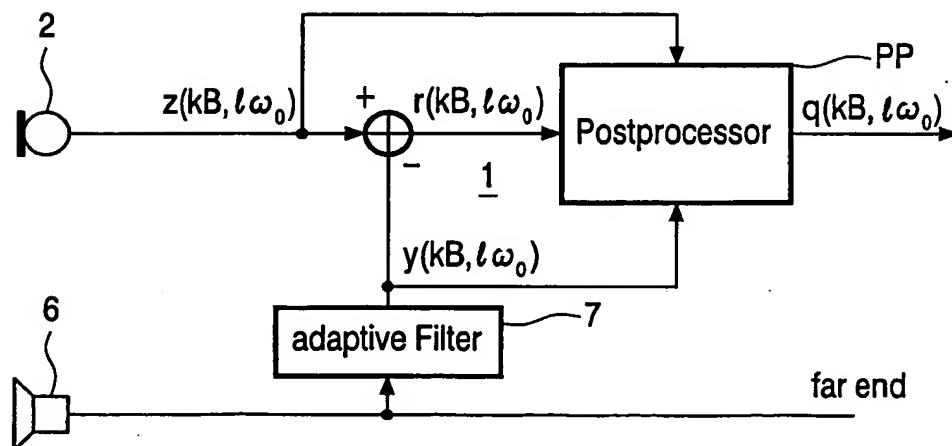 2
PP
z(kB, ℓω₀)
+
r(kB, ℓω₀)
Postprocessor
q(kB, ℓω₀)
-
1
y(kB, ℓω₀)
6
adaptive Filter
7
far end